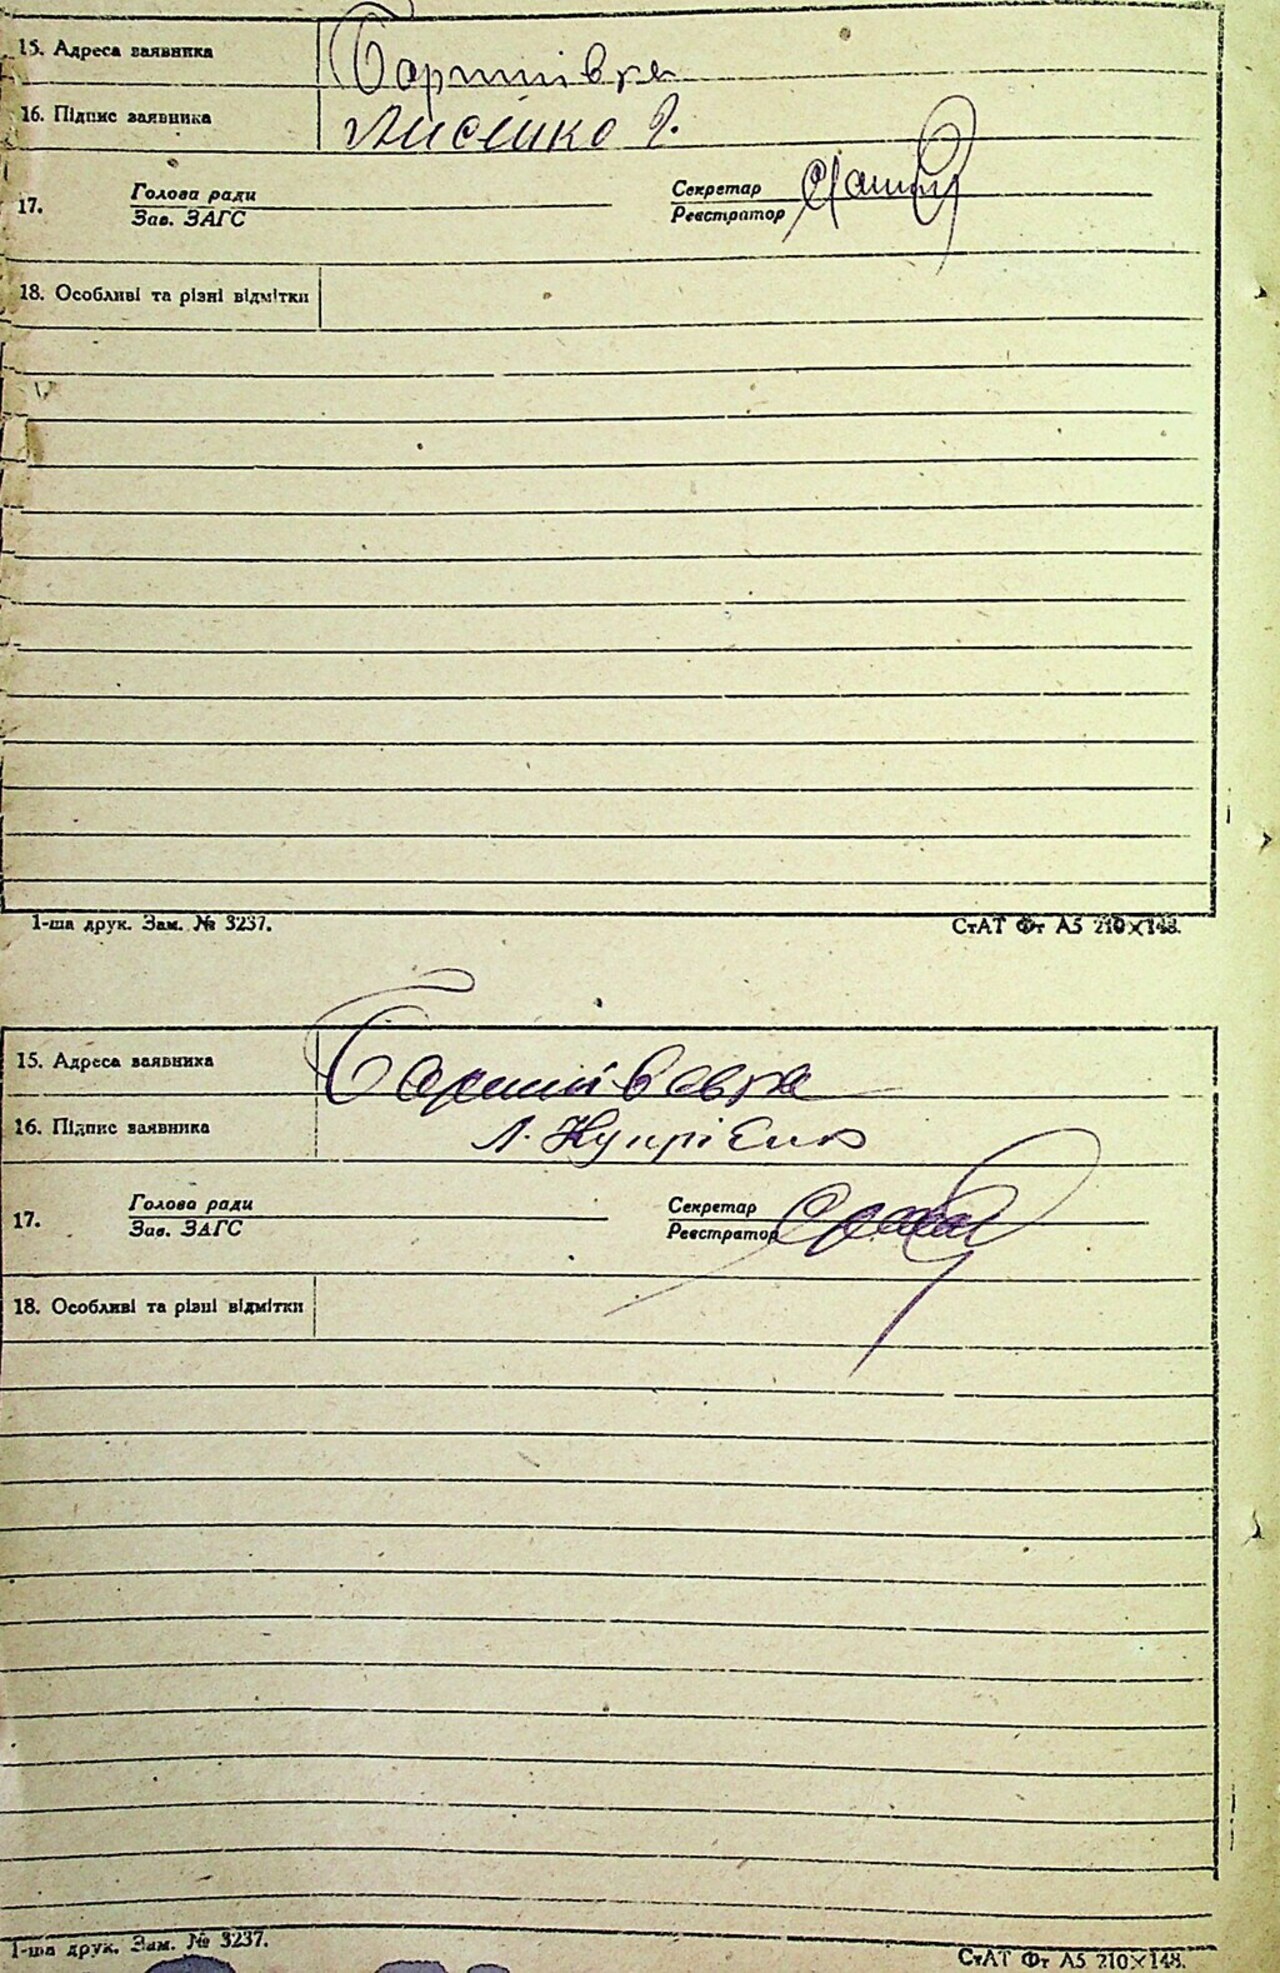 15. Адреса заявника Баришівка
16. Підпис заявника Лисенко Г.
17. Голова ради Секретар
Зав. ЗАГС Реєстратор
18. Особливі та різні відмітки
1-ша друк. Зам. № 3237. СтАТ Фт А5 210×148.
15. Адреса заявника
16. Підпис заявника Л. Купрієнко
17. Голова ради Секретар
Зав. ЗАГС Реєстратор
18. Особливі та різні відмітки
1-ша друк. Зам. № 3237. СтАТ Фт А5 210×148.